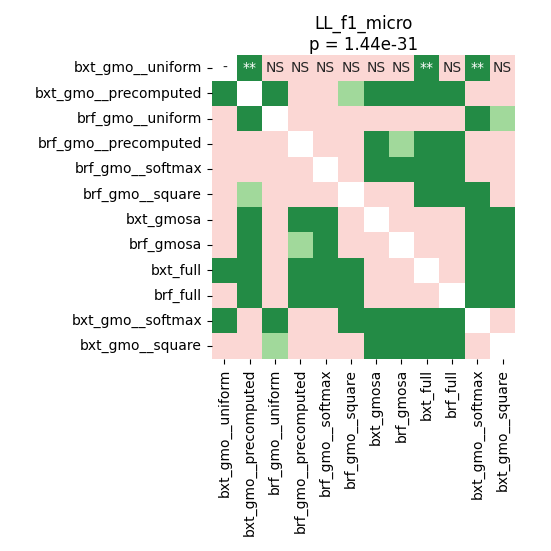 LL_f1_micro
p = 1.44e-31
bxt_gmo__uniform - ** NS NS NS NS NS NS ** NS ** NS
bxt_gmo__precomputed
brf_gmo__uniform
brf_gmo__precomputed
brf_gmo__softmax
brf_gmo__square
bxt_gmosa
brf_gmosa
bxt_full
brf_full
bxt_gmo__softmax
bxt_gmo__square
bxt_gmo__uniform
bxt_gmo__precomputed
brf_gmo__uniform
brf_gmo__precomputed
brf_gmo__softmax
brf_gmo__square
bxt_gmosa
brf_gmosa
bxt_full
brf_full
bxt_gmo__softmax
bxt_gmo__square